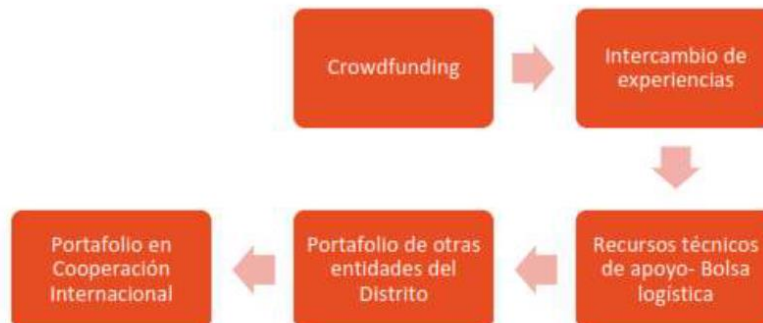 Crowdfunding
Intercambio de
experiencias
Recursos técnicos
de apoyo- Bolsa
logística
Portafolio de otras
entidades del
Distrito
Portafolio en
Cooperación
Internacional